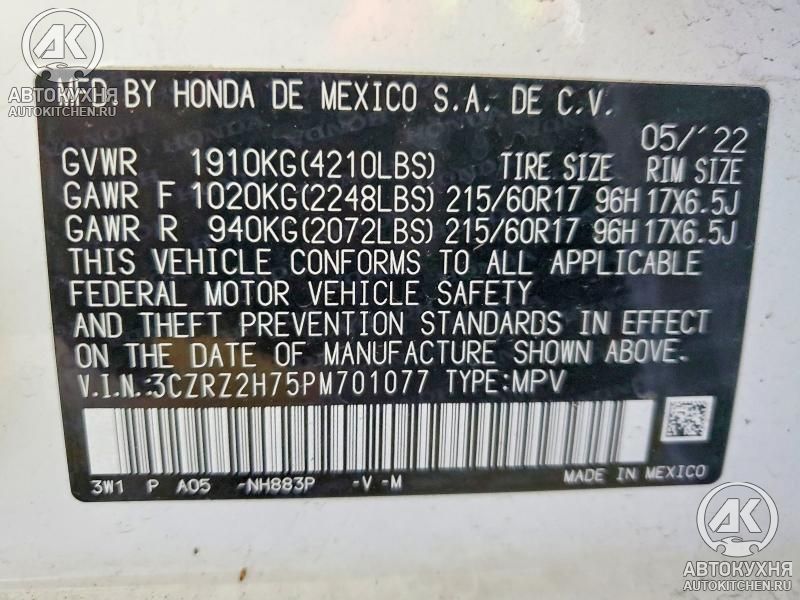 АК
АВТОКУХНЯ
AUTOKITCHEN.RU
MFD. BY HONDA DE MEXICO S.A. DE C.V.
05/'22
GVWR 1910KG(4210LBS) TIRE SIZE RIM SIZE
GAWR F 1020KG(2248LBS) 215/60R17 96H 17X6.5J
GAWR R 940KG(2072LBS) 215/60R17 96H 17X6.5J
THIS VEHICLE CONFORMS TO ALL APPLICABLE
FEDERAL MOTOR VEHICLE SAFETY
AND THEFT PREVENTION STANDARDS IN EFFECT
ON THE DATE OF MANUFACTURE SHOWN ABOVE.
V.I.N.:3CZRZ2H75PM701077 TYPE:MPV
3W1 P A05 -NH883P -V -M
MADE IN MEXICO
АК
АВТОКУХНЯ
AUTOKITCHEN.RU